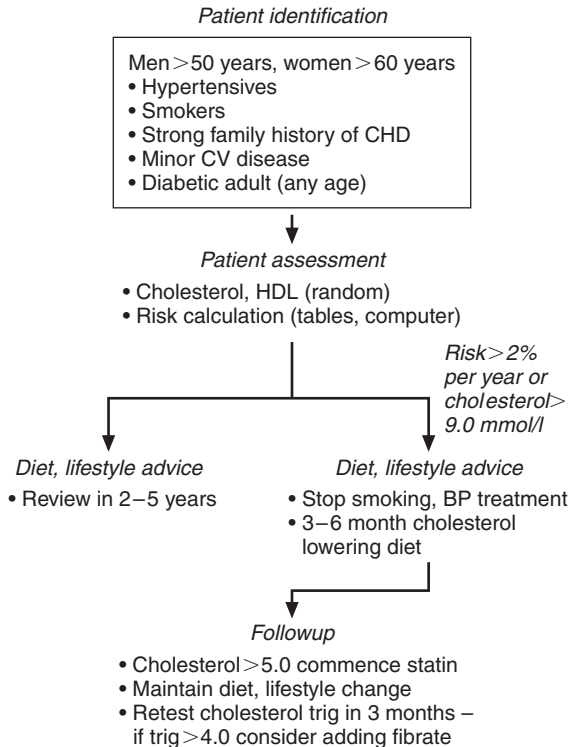 Patient identification
Men>50 years, women>60 years
• Hypertensives
• Smokers
• Strong family history of CHD
• Minor CV disease
• Diabetic adult (any age)
Patient assessment
• Cholesterol, HDL (random)
• Risk calculation (tables, computer)
Risk>2%
per year or
cholesterol>
9.0 mmol/l
Diet, lifestyle advice
• Review in 2–5 years
Diet, lifestyle advice
• Stop smoking, BP treatment
• 3–6 month cholesterol
lowering diet
Followup
• Cholesterol>5.0 commence statin
• Maintain diet, lifestyle change
• Retest cholesterol trig in 3 months –
if trig>4.0 consider adding fibrate